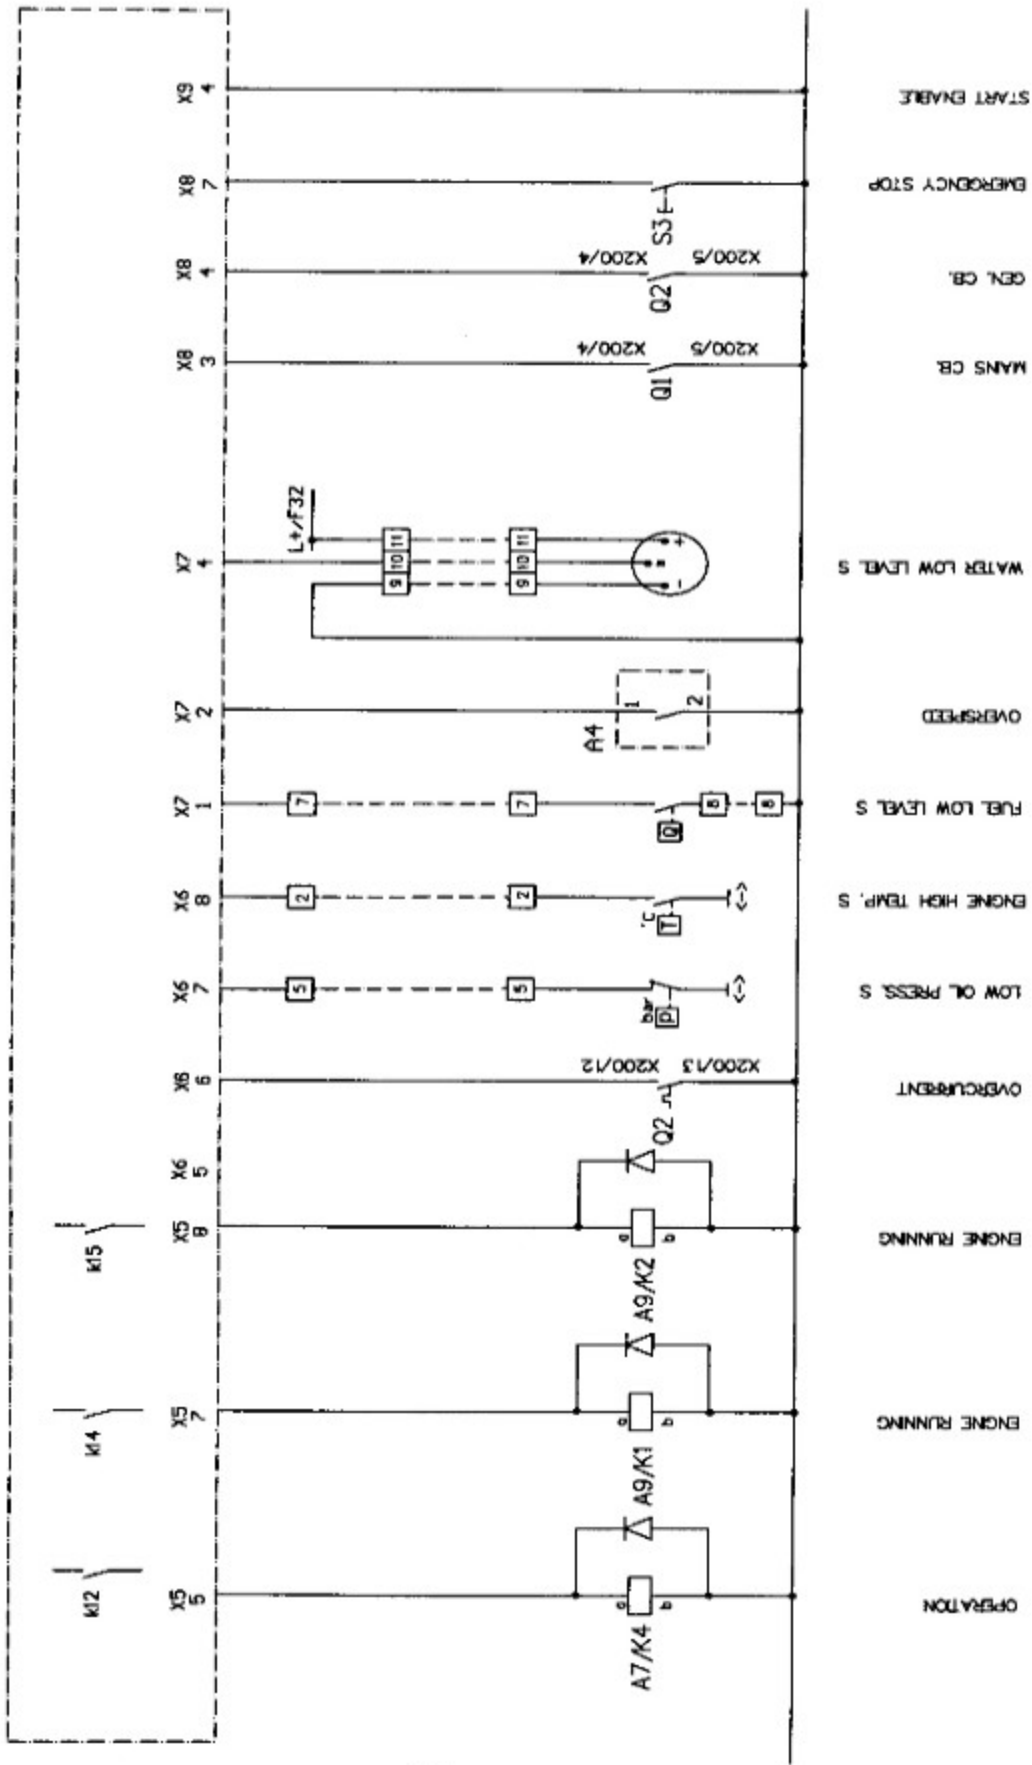 X9
4
START ENABLE
X8
7
S3
EMERGENCY STOP
X8
4
X200/4
X200/5
Q2
GEN. CB.
X8
3
X200/4
X200/5
Q1
MAINS CB.
L+/F32
X7
4
11 11
10 10
9 9
+
-
WATER LOW LEVEL S
X7
2
A4
1
2
OVERSPEED
X7
1
7 7
Q
8 8
FUEL LOW LEVEL S
X6
8
2 2
°C
T
ENGINE HIGH TEMP. S
X6
7
5 5
bar
P
LOW OIL PRESS. S
X6
6
X200/12
X200/13
Q2
OVERCURRENT
X6
5
k15
X5
8
a
b
A9/K2
ENGINE RUNNING
k14
X5
7
a
b
A9/K1
ENGINE RUNNING
k12
X5
5
a
b
A7/K4
OPERATION